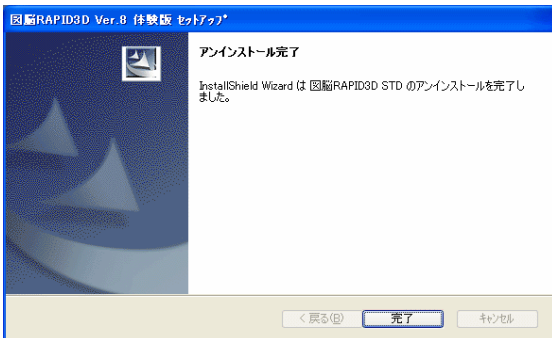 図脳RAPID3D Ver.8 体験版 ｾｯﾄｱｯﾌﾟ
アンインストール完了
InstallShield Wizard は 図脳RAPID3D STD のアンインストールを完了し
ました。
< 戻る(B)
完了
ｷｬﾝｾﾙ